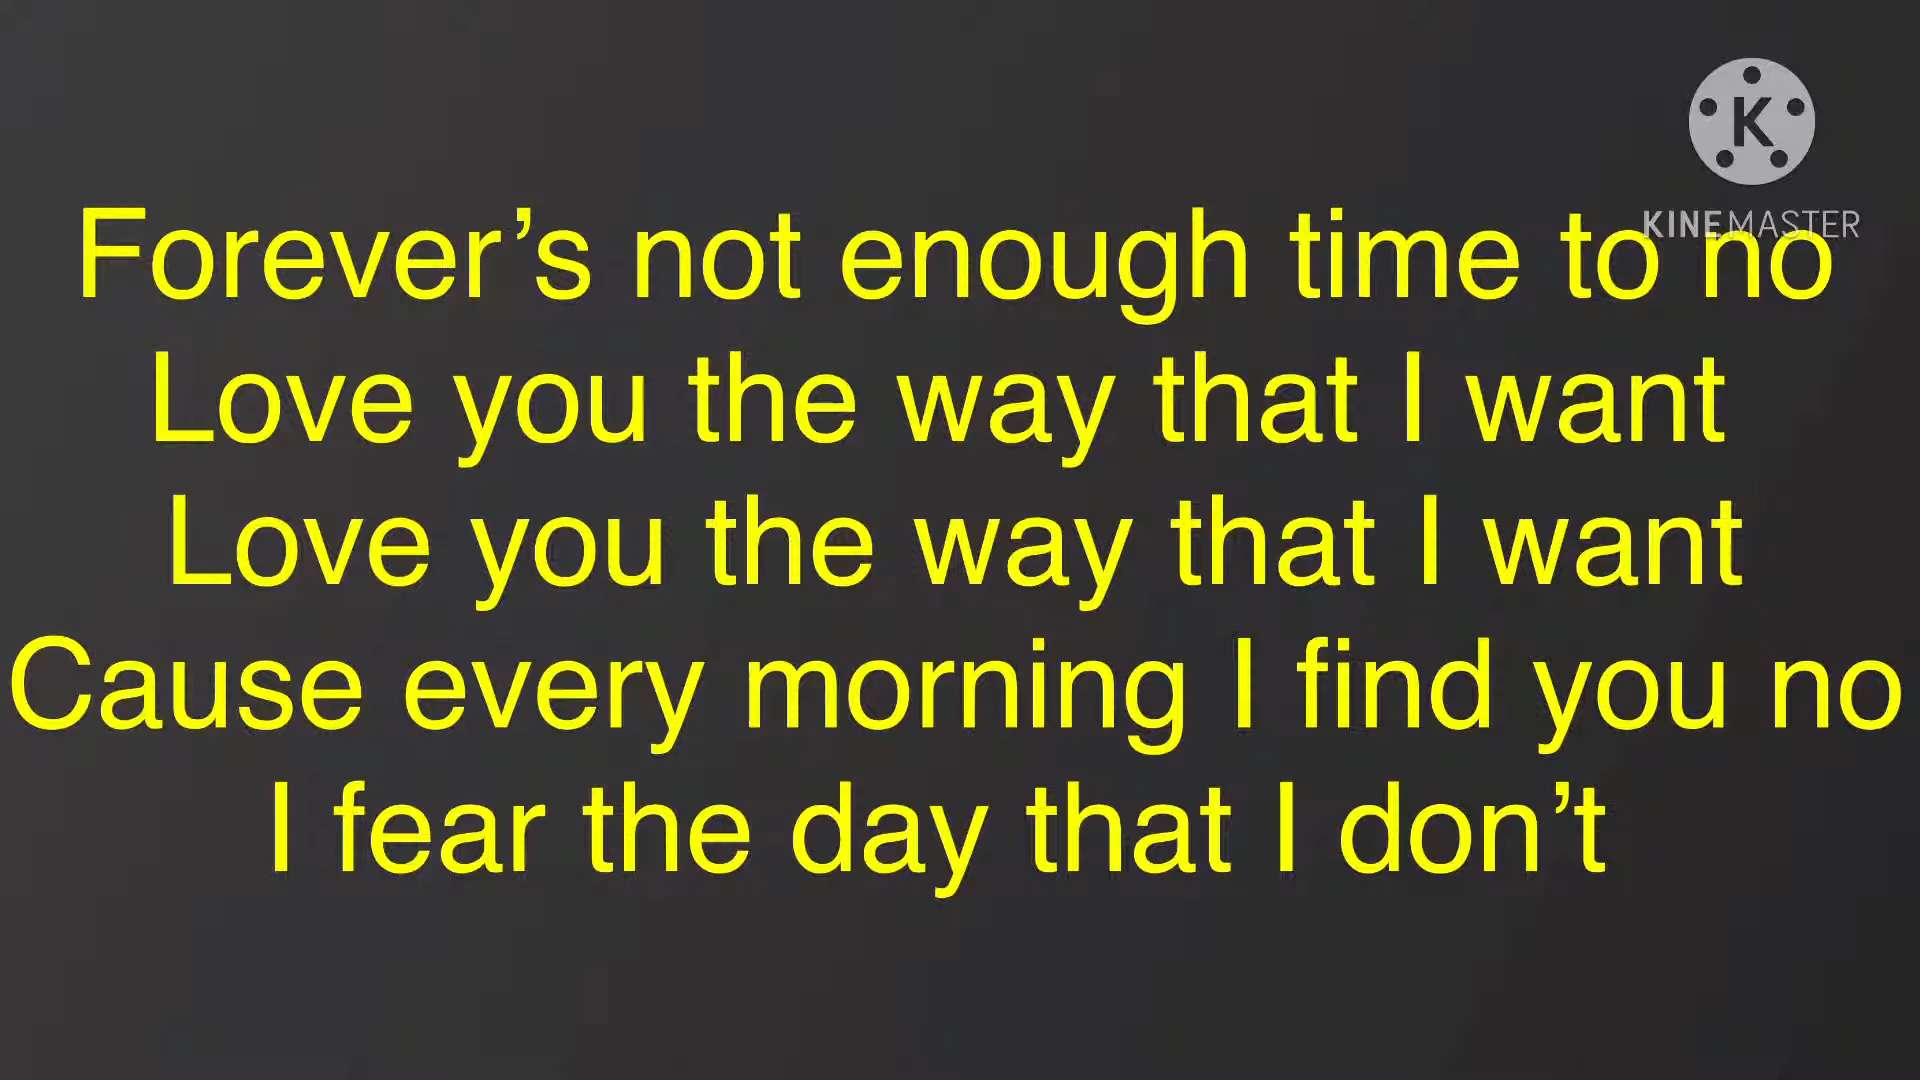 K
KINEMASTER
Forever’s not enough time to no
Love you the way that I want
Love you the way that I want
Cause every morning I find you no
I fear the day that I don’t